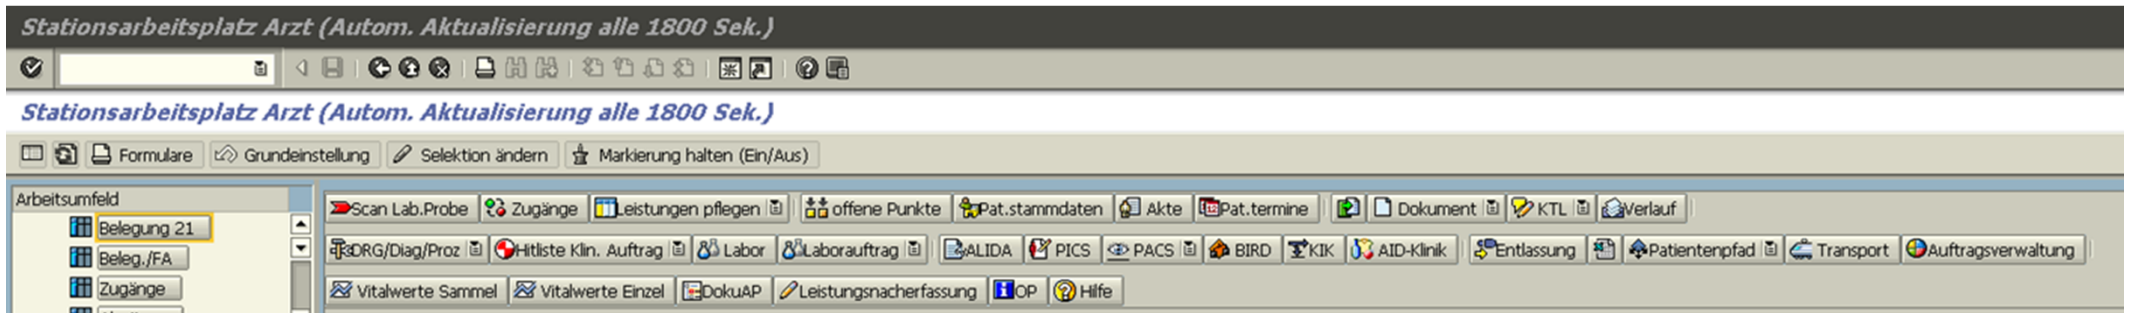 Stationsarbeitsplatz Arzt (Autom. Aktualisierung alle 1800 Sek.)
Stationsarbeitsplatz Arzt (Autom. Aktualisierung alle 1800 Sek.)
Formulare Grundeinstellung Selektion ändern Markierung halten (Ein/Aus)
Arbeitsumfeld
Belegung 21
Beleg./FA
Zugänge
Scan Lab.Probe Zugänge Leistungen pflegen offene Punkte Pat.stammdaten Akte Pat.termine Dokument KTL Verlauf
DRG/Diag/Proz Hitliste Klin. Auftrag Labor Laborauftrag ALIDA PICS PACS BIRD KIK AID-Klinik Entlassung Patientenpfad Transport Auftragsverwaltung
Vitalwerte Sammel Vitalwerte Einzel DokuAP Leistungsnacherfassung OP Hilfe